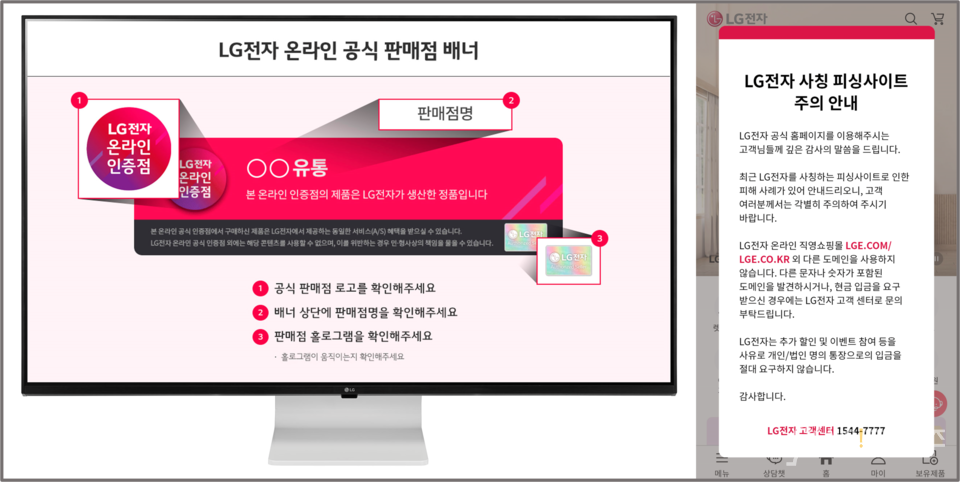 LG전자 온라인 공식 판매점 배너
1
LG전자
온라인
인증점
2
판매점명
LG전자
온라인
인증점
○○유통
본 온라인 인증점의 제품은 LG전자가 생산한 정품입니다
본 온라인 공식 인증점에서 구매하신 제품은 LG전자에서 제공하는 동일한 서비스(A/S) 혜택을 받으실 수 있습니다.
LG전자 온라인 공식 인증점 외에는 해당 콘텐츠를 사용할 수 없으며, 이를 위반하는 경우 민·형사상의 책임을 물을 수 있습니다.
3
LG전자
1 공식 판매점 로고를 확인해주세요
2 배너 상단에 판매점명을 확인해주세요
3 판매점 홀로그램을 확인해주세요
· 홀로그램이 움직이는지 확인해주세요
LG
LG전자
LG전자 사칭 피싱사이트
주의 안내
LG전자 공식 홈페이지를 이용해주시는
고객님들께 깊은 감사의 말씀을 드립니다.
최근 LG전자를 사칭하는 피싱사이트로 인한
피해 사례가 있어 안내드리오니, 고객
여러분께서는 각별히 주의하여 주시기
바랍니다.
LG전자 온라인 직영쇼핑몰 LGE.COM/
LGE.CO.KR 외 다른 도메인을 사용하지
않습니다. 다른 문자나 숫자가 포함된
도메인을 발견하시거나, 현금 입금을 요구
받으신 경우에는 LG전자 고객 센터로 문의
부탁드립니다.
LG전자는 추가 할인 및 이벤트 참여 등을
사유로 개인/법인 명의 통장으로의 입금을
절대 요구하지 않습니다.
감사합니다.
LG전자 고객센터 1544-7777
메뉴
상담챗
홈
마이
보유제품